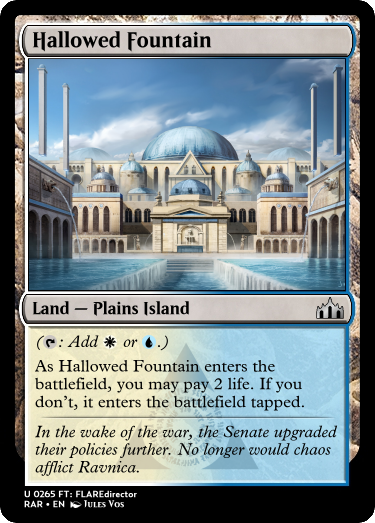 Hallowed Fountain
Land — Plains Island
(: Add or .)
As Hallowed Fountain enters the
battlefield, you may pay 2 life. If you
don't, it enters the battlefield tapped.
In the wake of the war, the Senate upgraded
their policies further. No longer would chaos
afflict Ravnica.
U 0265 FT: FLAREdirector
RAR • EN Jules Vos